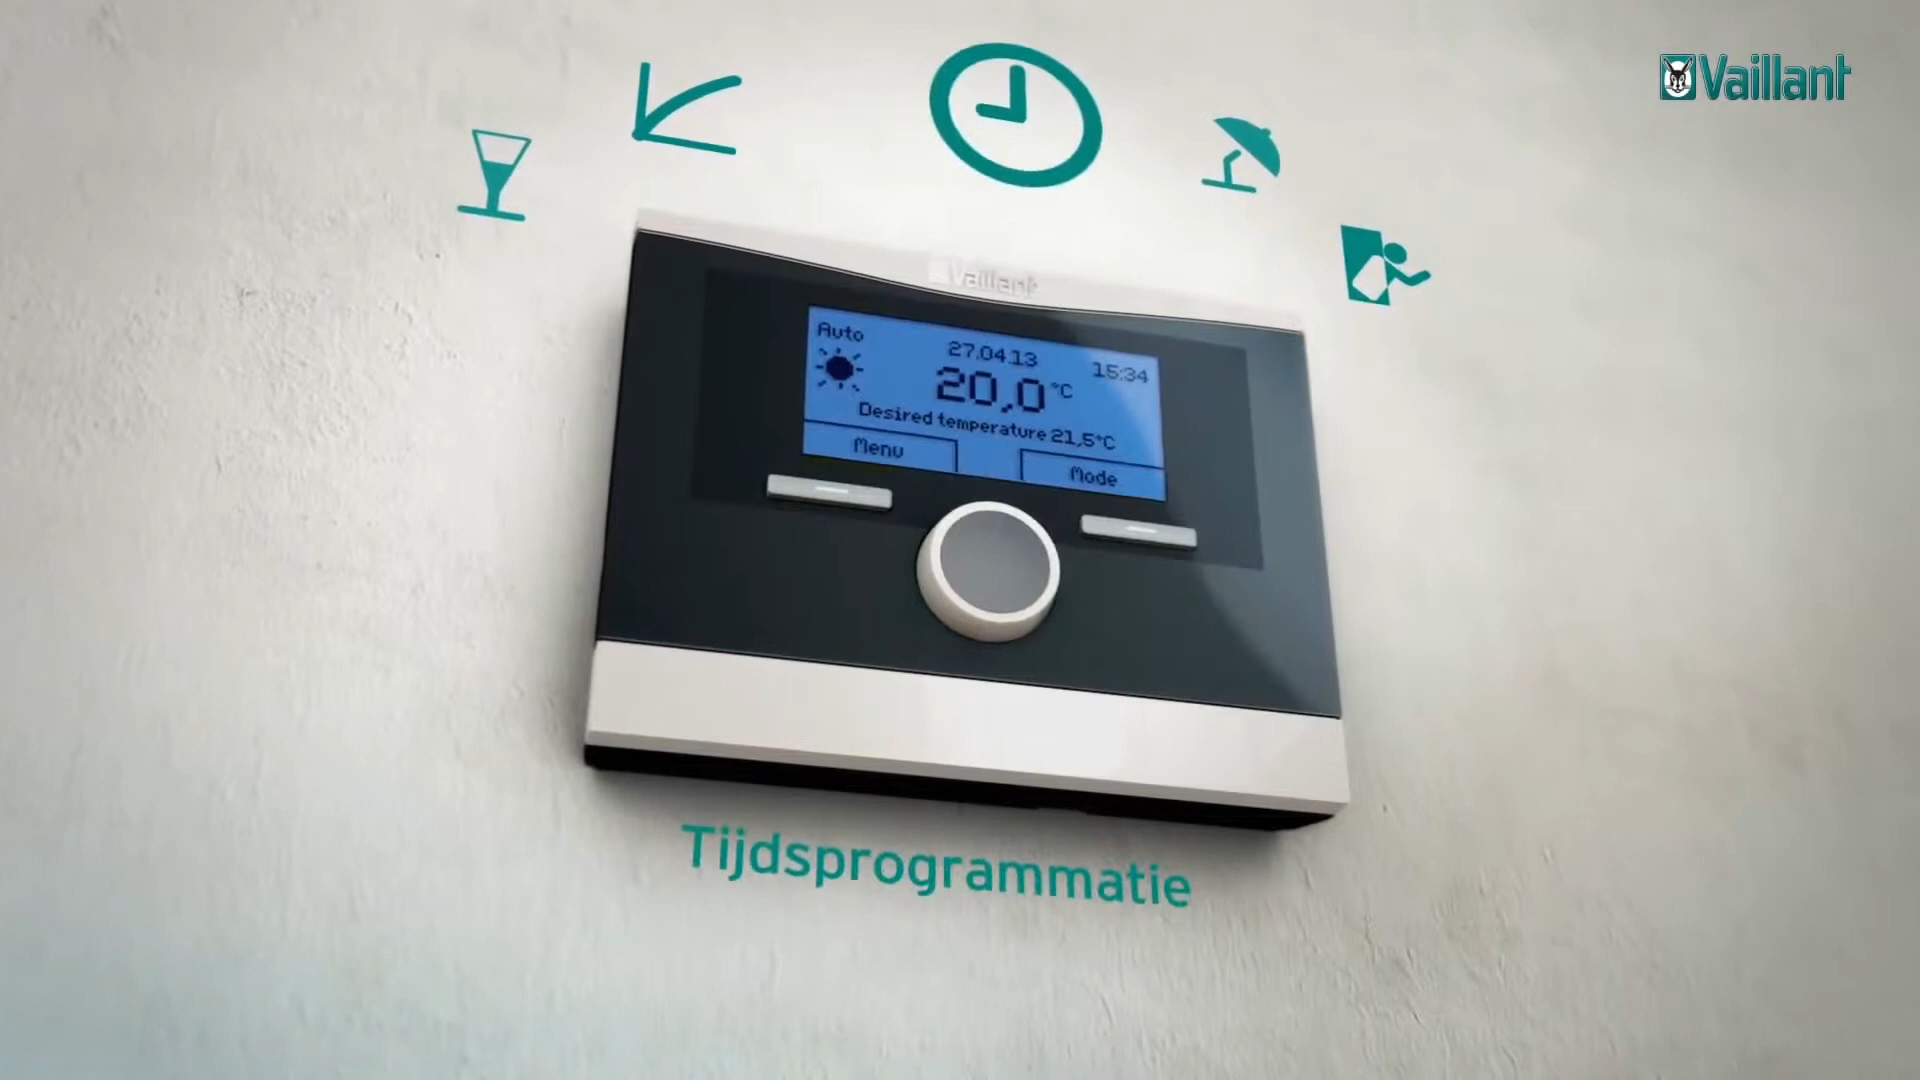 Vaillant
Vaillant
Auto
27.04.13
15:34
20,0 °C
Desired temperature 21,5°C
Menu
Mode
Tijdsprogrammatie